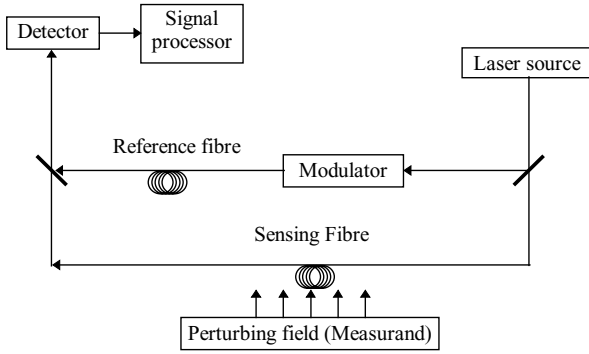 Detector
Signal
processor
Laser source
Reference fibre
Modulator
Sensing Fibre
Perturbing field (Measurand)